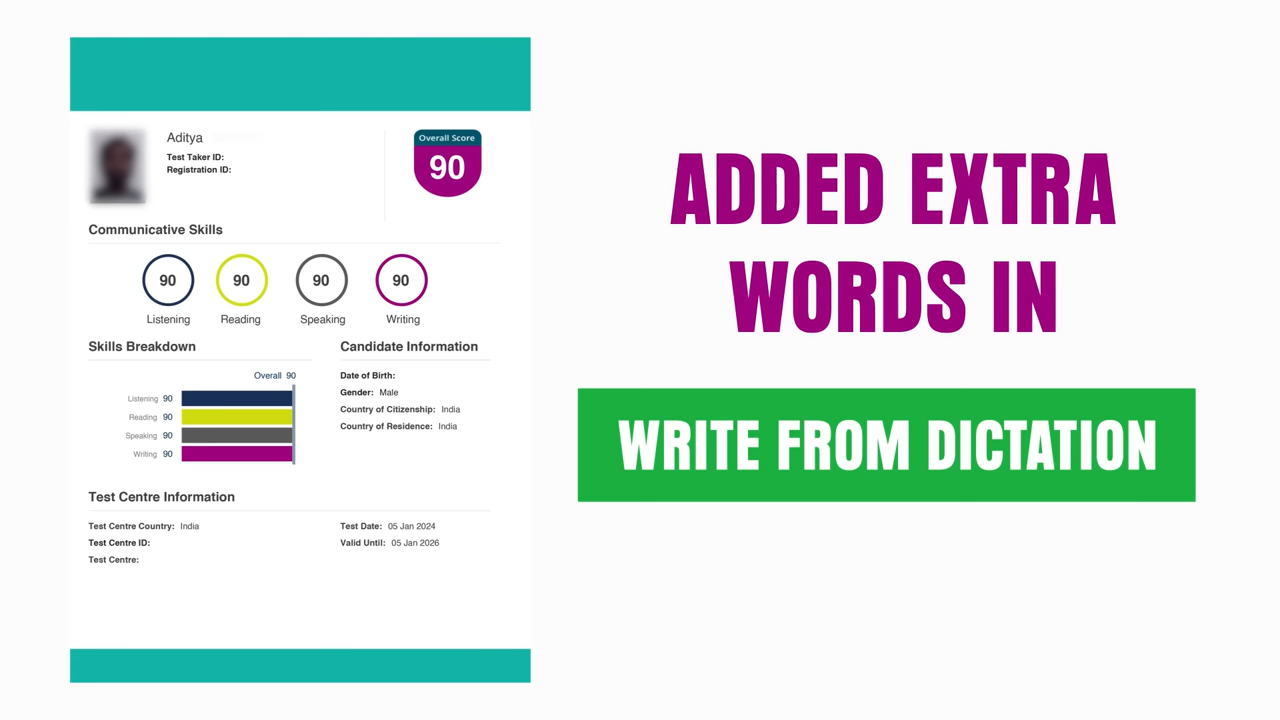 Aditya
Test Taker ID:
Registration ID:
Overall Score
90
Communicative Skills
90 90 90 90
Listening Reading Speaking Writing
Skills Breakdown
Overall 90
Listening 90
Reading 90
Speaking 90
Writing 90
Candidate Information
Date of Birth:
Gender: Male
Country of Citizenship: India
Country of Residence: India
Test Centre Information
Test Centre Country: India
Test Centre ID:
Test Centre:
Test Date: 05 Jan 2024
Valid Until: 05 Jan 2026
ADDED EXTRA
WORDS IN
WRITE FROM DICTATION